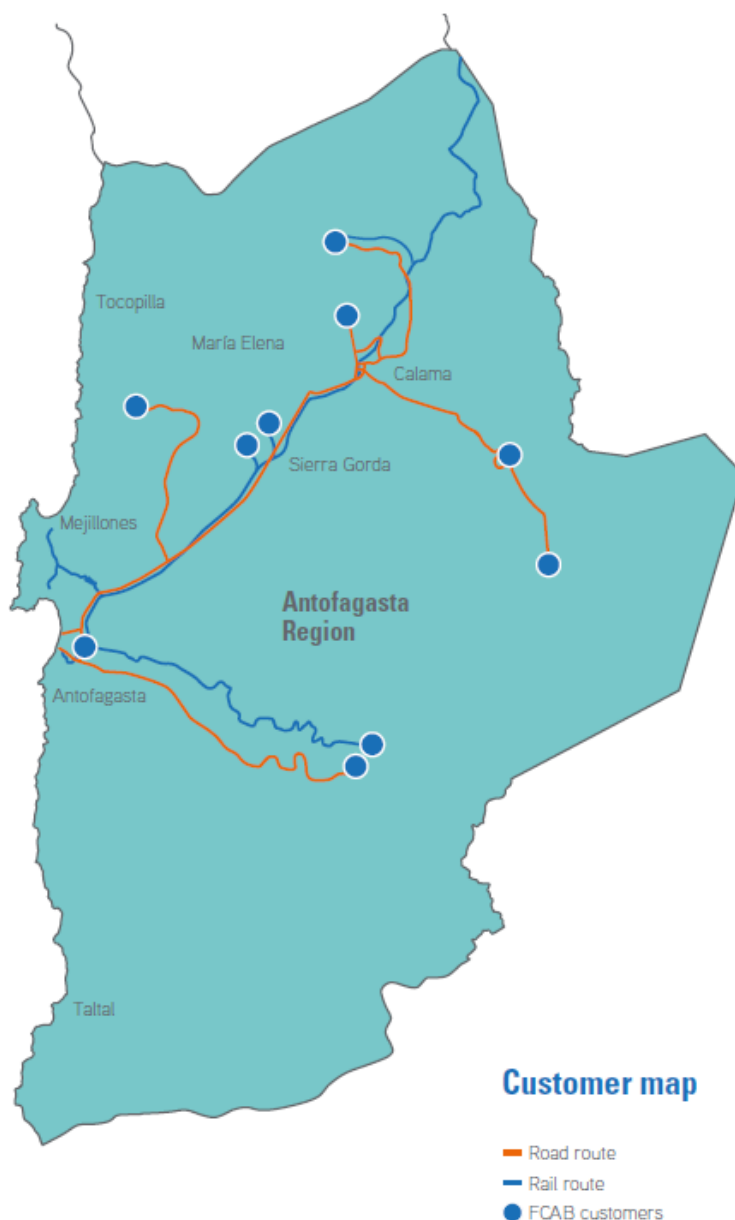 Tocopilla
María Elena
Calama
Sierra Gorda
Mejillones
Antofagasta
Region
Antofagasta
Taltal
Customer map
Road route
Rail route
FCAB customers